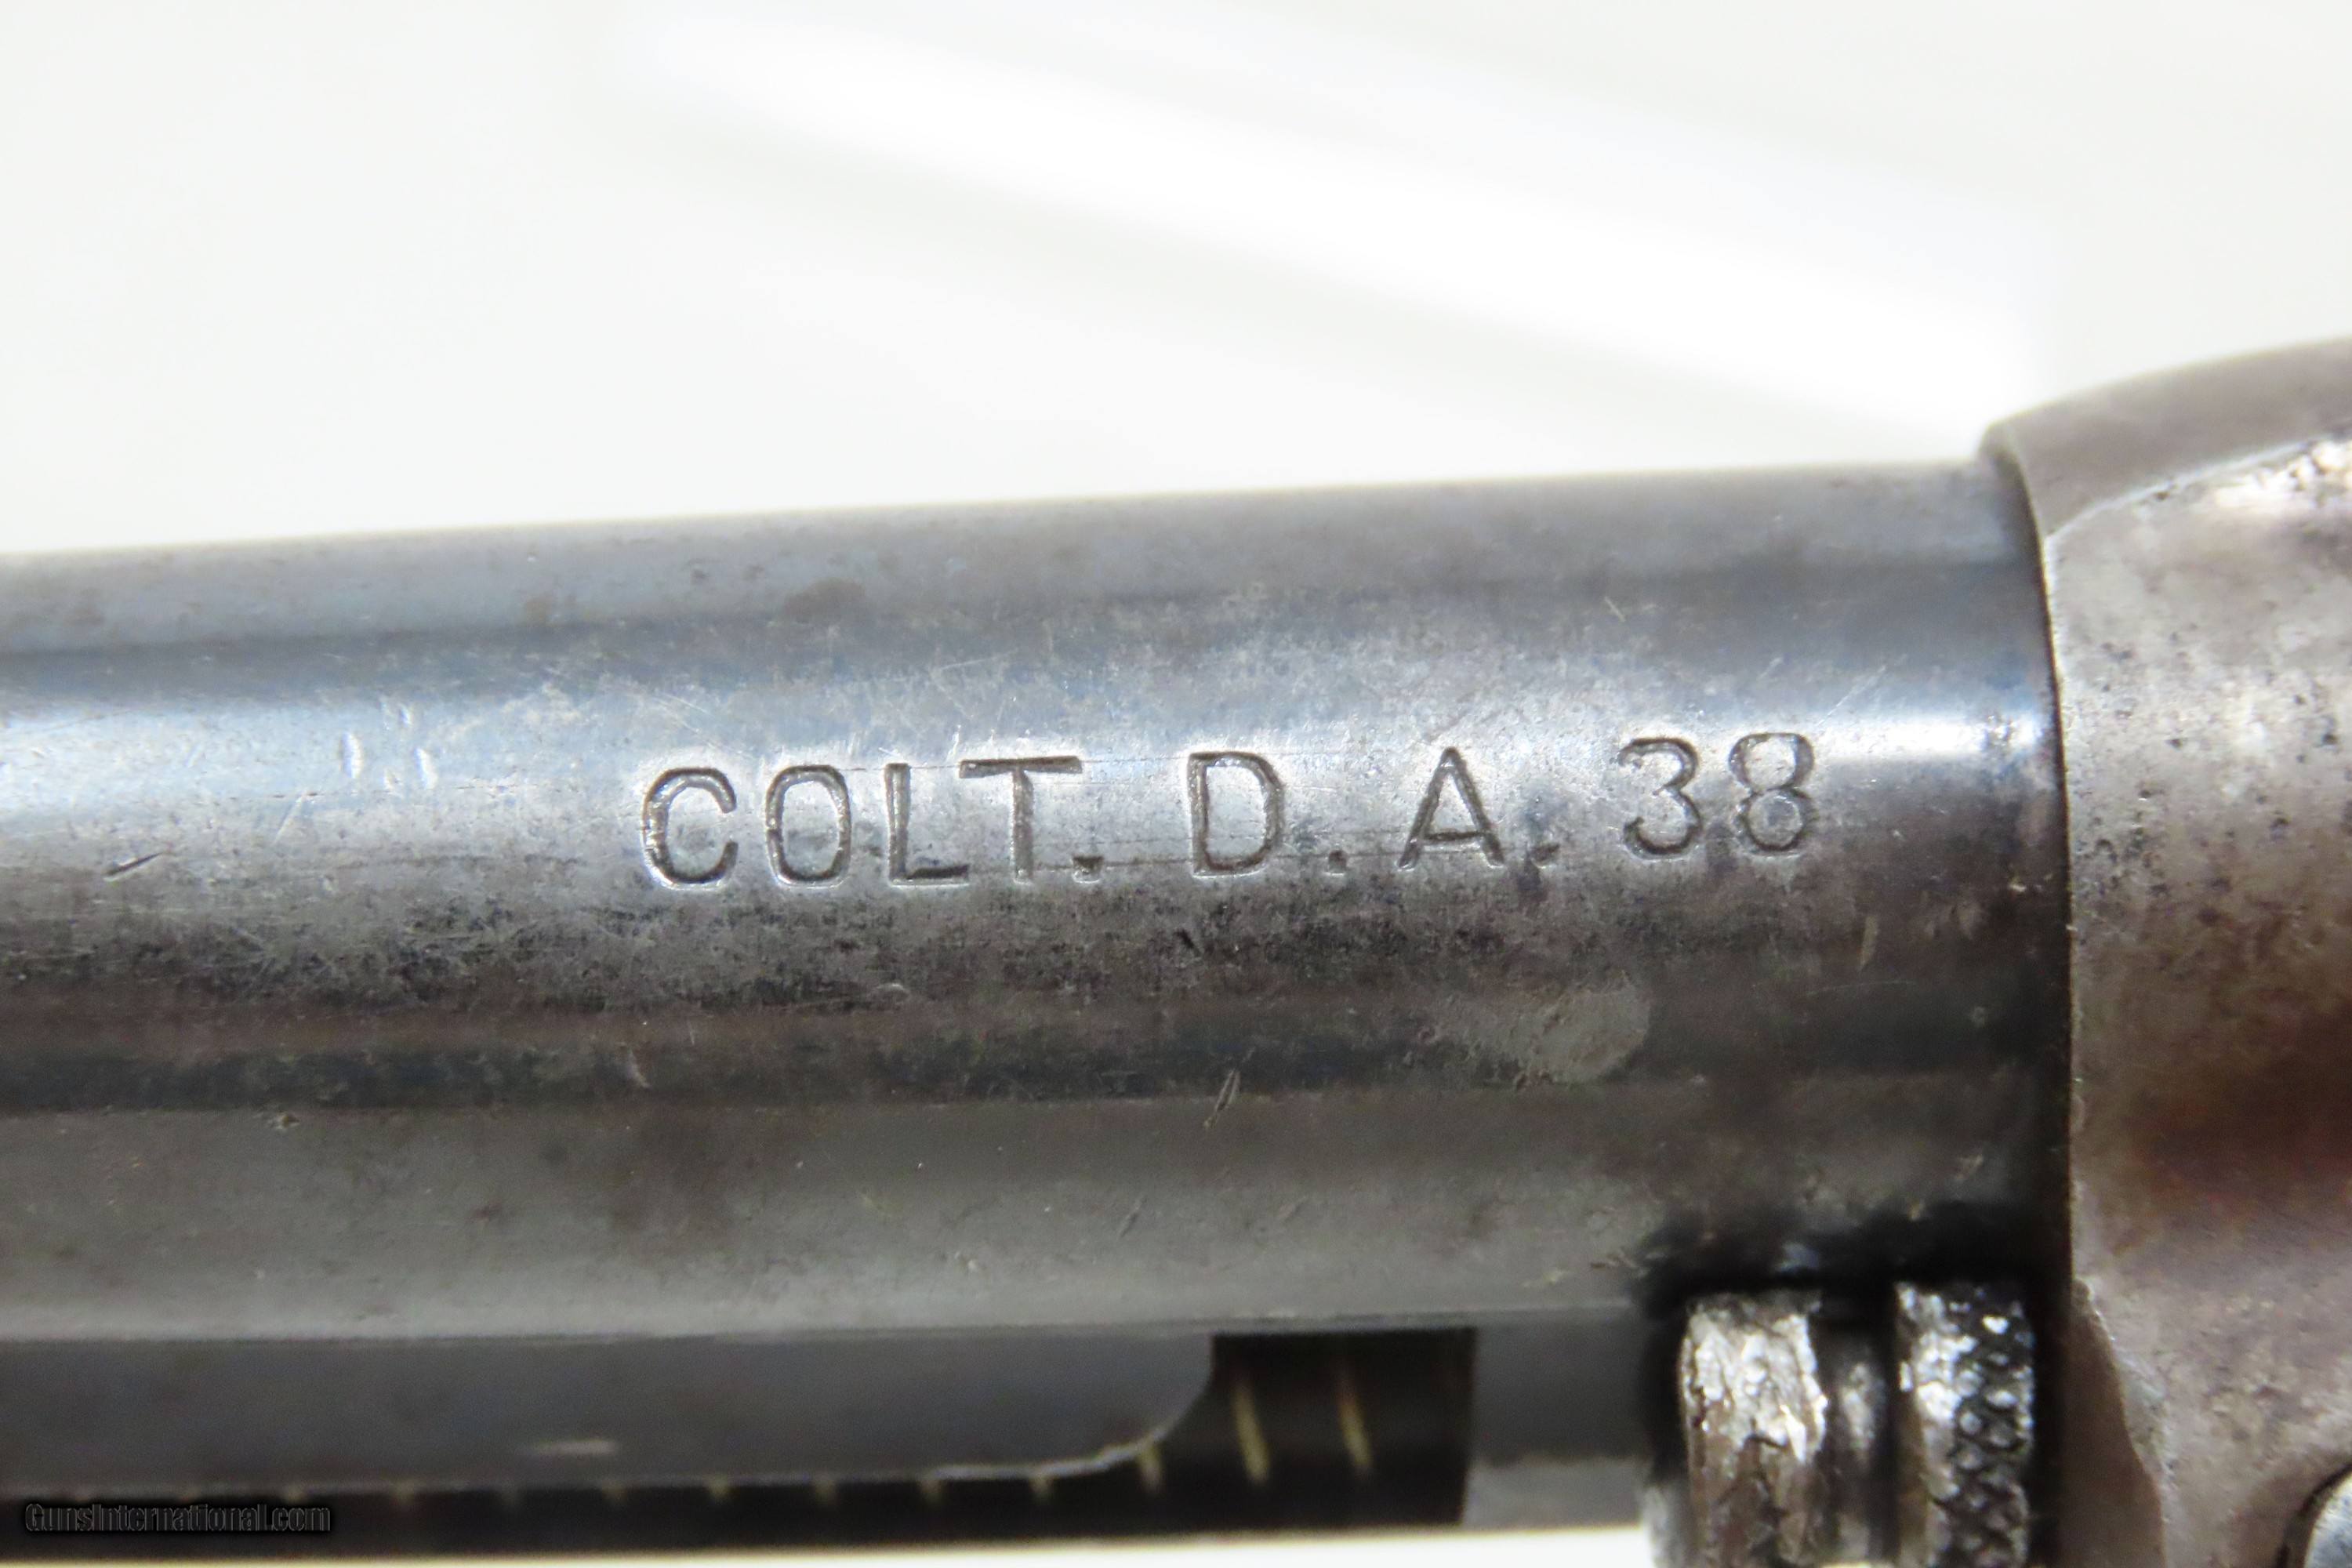 COLT. D.A. 38
GunsInternational.com